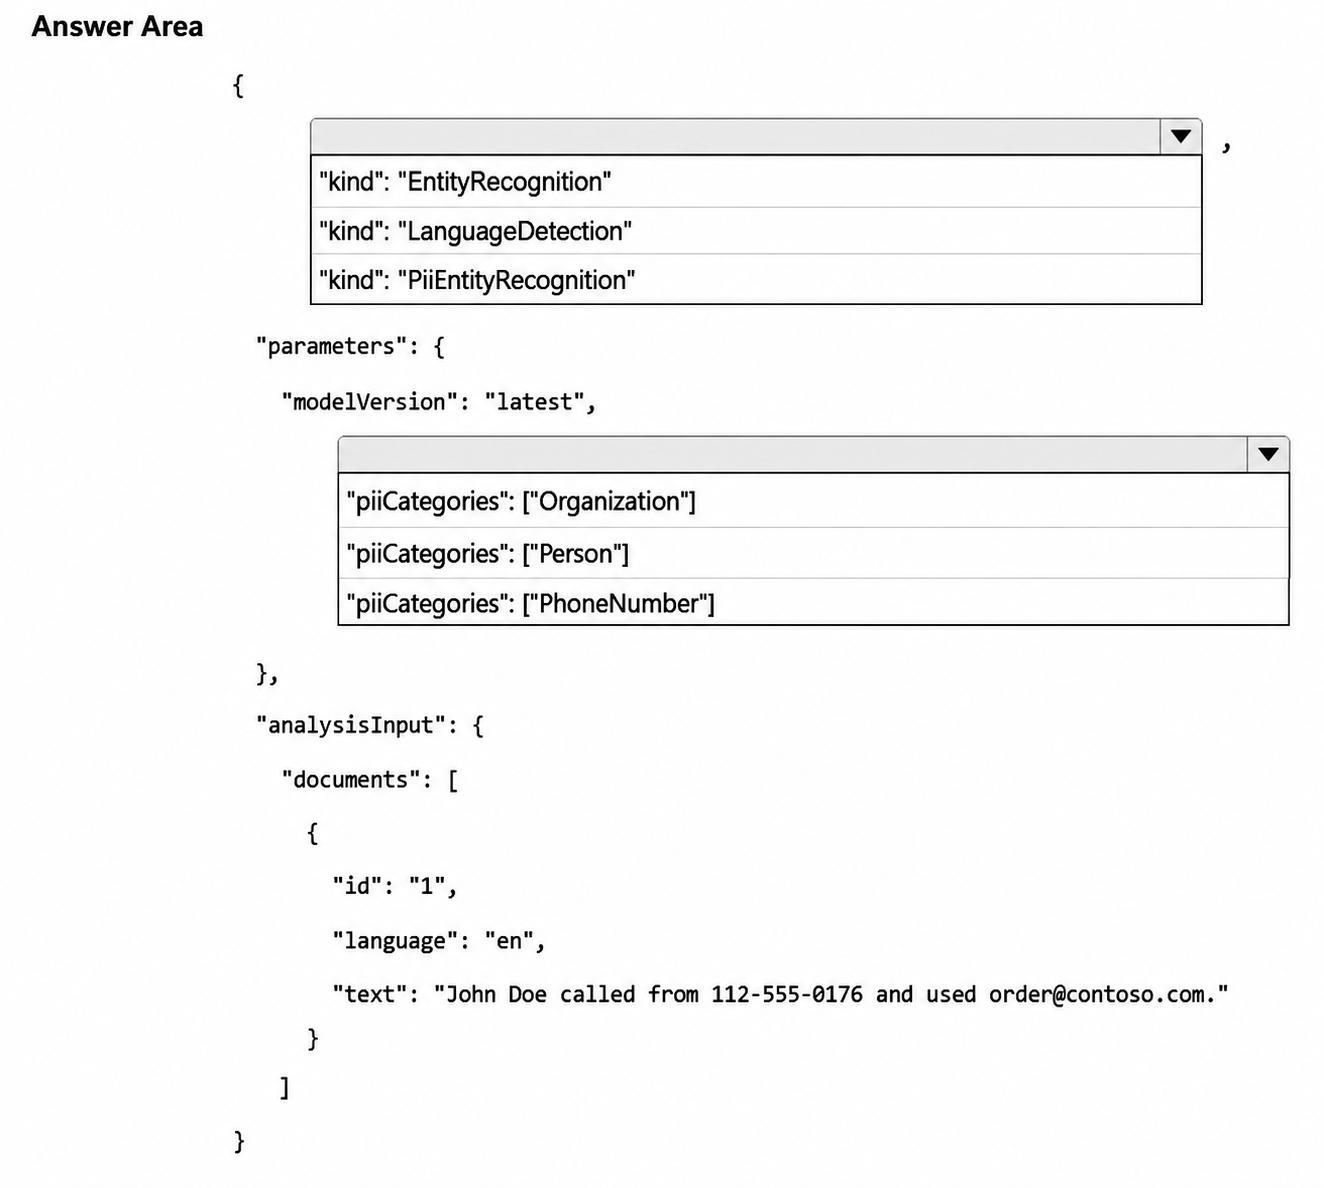 Answer Area
{
"kind": "EntityRecognition"
,
"kind": "LanguageDetection"
"kind": "PiiEntityRecognition"
"parameters": {
"modelVersion": "latest",
"piiCategories": ["Organization"]
"piiCategories": ["Person"]
"piiCategories": ["PhoneNumber"]
},
"analysisInput": {
"documents": [
{
"id": "1",
"language": "en",
"text": "John Doe called from 112-555-0176 and used order@contoso.com."
}
]
}